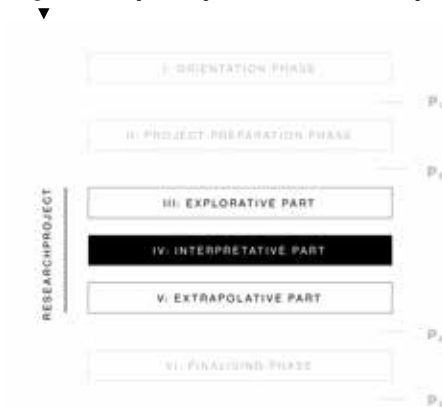 I: ORIENTATION PHASE
II: PROJECT PREPARATION PHASE
III: EXPLORATIVE PART
IV: INTERPRETATIVE PART
V: EXTRAPOLATIVE PART
VI: FINALISING PHASE
RESEARCHPROJECT